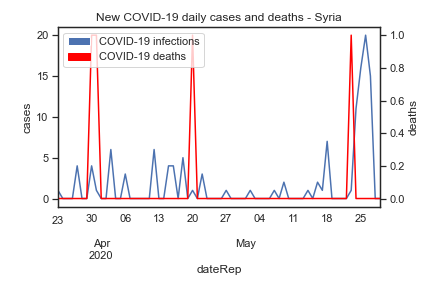 New COVID-19 daily cases and deaths - Syria
COVID-19 infections
COVID-19 deaths
cases
20
15
10
5
0
deaths
1.0
0.8
0.6
0.4
0.2
0.0
23 30 06 13 20 27 04 11 18 25
Apr May
2020
dateRep